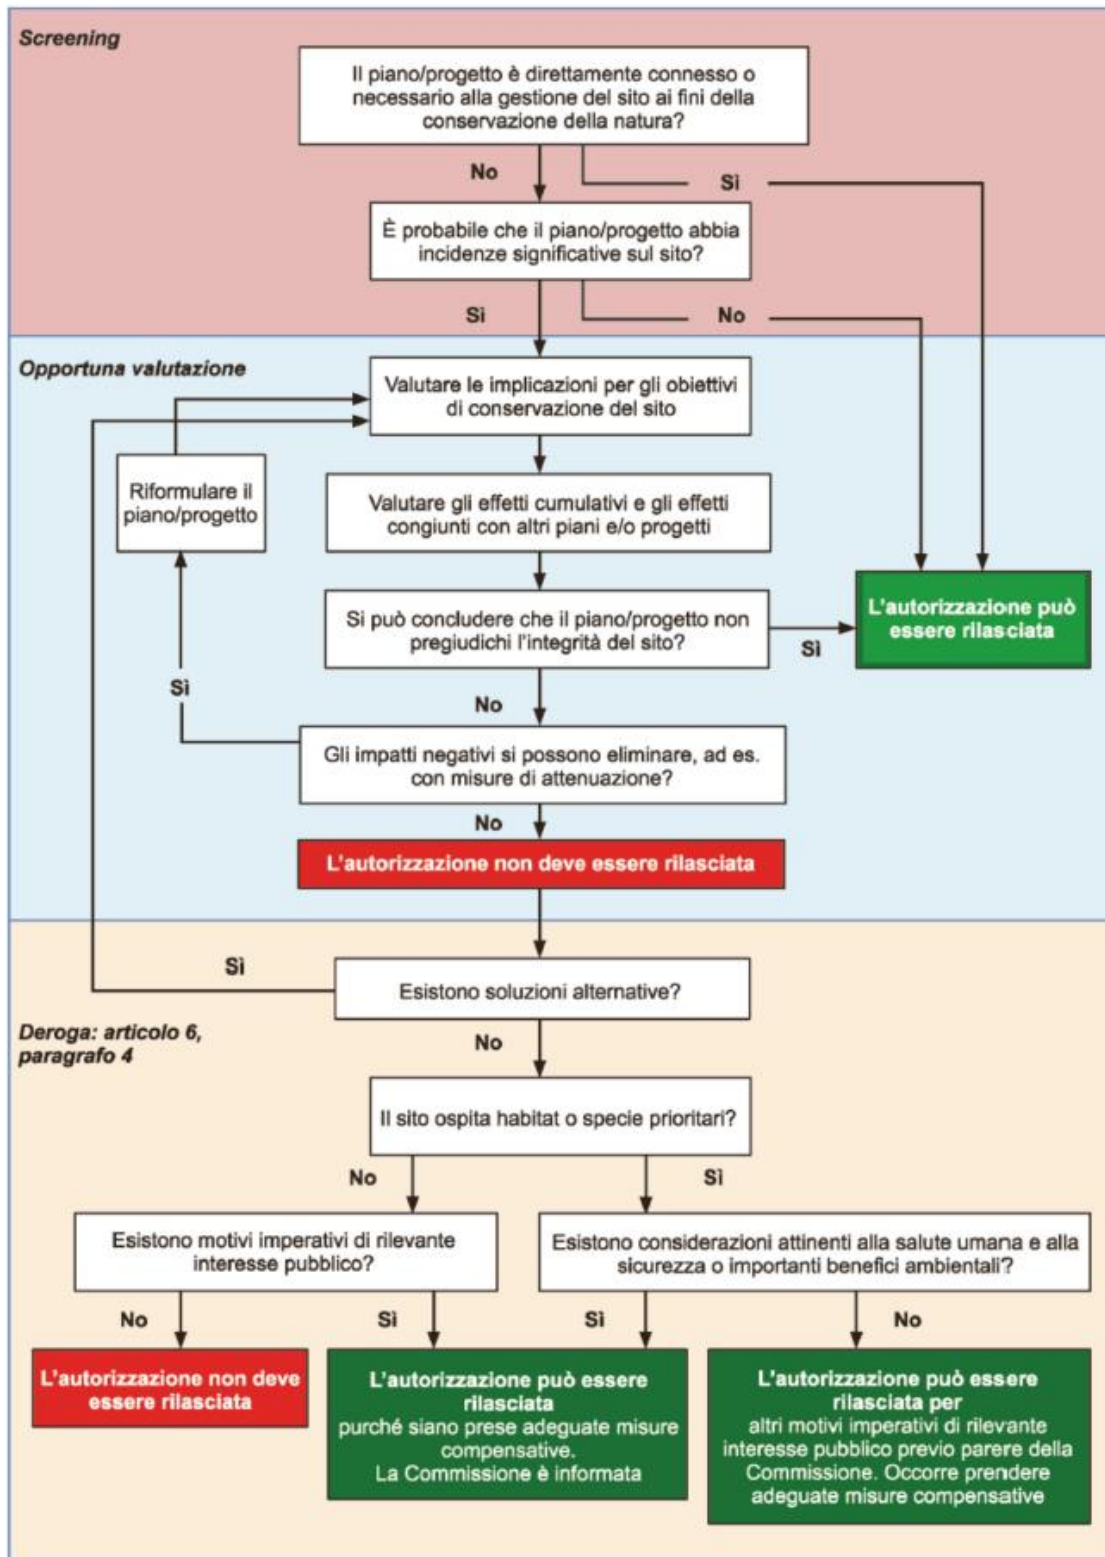 Screening
Il piano/progetto è direttamente connesso o
necessario alla gestione del sito ai fini della
conservazione della natura?
No
Sì
È probabile che il piano/progetto abbia
incidenze significative sul sito?
Sì
No
Opportuna valutazione
Valutare le implicazioni per gli obiettivi
di conservazione del sito
Riformulare il
piano/progetto
Valutare gli effetti cumulativi e gli effetti
congiunti con altri piani e/o progetti
L'autorizzazione può
essere rilasciata
Si può concludere che il piano/progetto non
pregiudichi l'integrità del sito?
Sì
Sì
No
Gli impatti negativi si possono eliminare, ad es.
con misure di attenuazione?
No
L'autorizzazione non deve essere rilasciata
Sì
Esistono soluzioni alternative?
Deroga: articolo 6,
paragrafo 4
No
Il sito ospita habitat o specie prioritari?
No
Sì
Esistono motivi imperativi di rilevante
interesse pubblico?
Esistono considerazioni attinenti alla salute umana e alla
sicurezza o importanti benefici ambientali?
No
Sì
Sì
No
L'autorizzazione non deve
essere rilasciata
L'autorizzazione può essere
rilasciata
purché siano prese adeguate misure
compensative.
La Commissione è informata
L'autorizzazione può essere
rilasciata per
altri motivi imperativi di rilevante
interesse pubblico previo parere della
Commissione. Occorre prendere
adeguate misure compensative